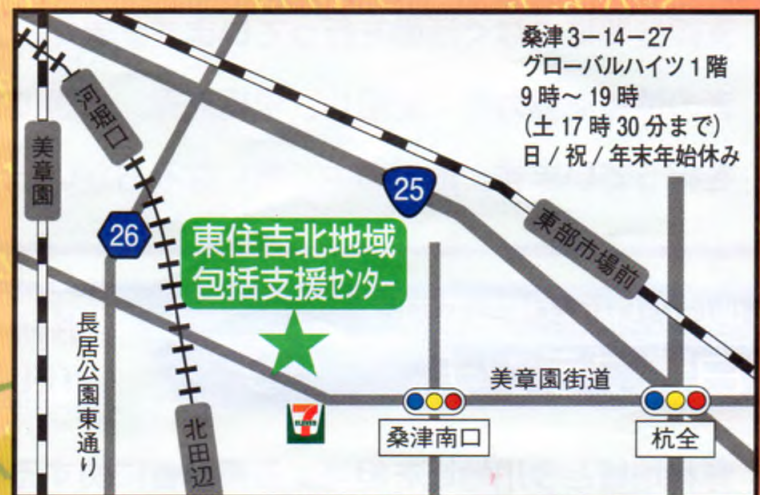 桑津3－14－27
グローバルハイツ1階
9時～19時
(土17時30分まで)
日/祝/年末年始休み
河堀口
美章園
25
26
東部市場前
東住吉北地域
包括支援センター
長居公園東通り
美章園街道
7
ELEVEN
桑津南口
杭全
北田辺